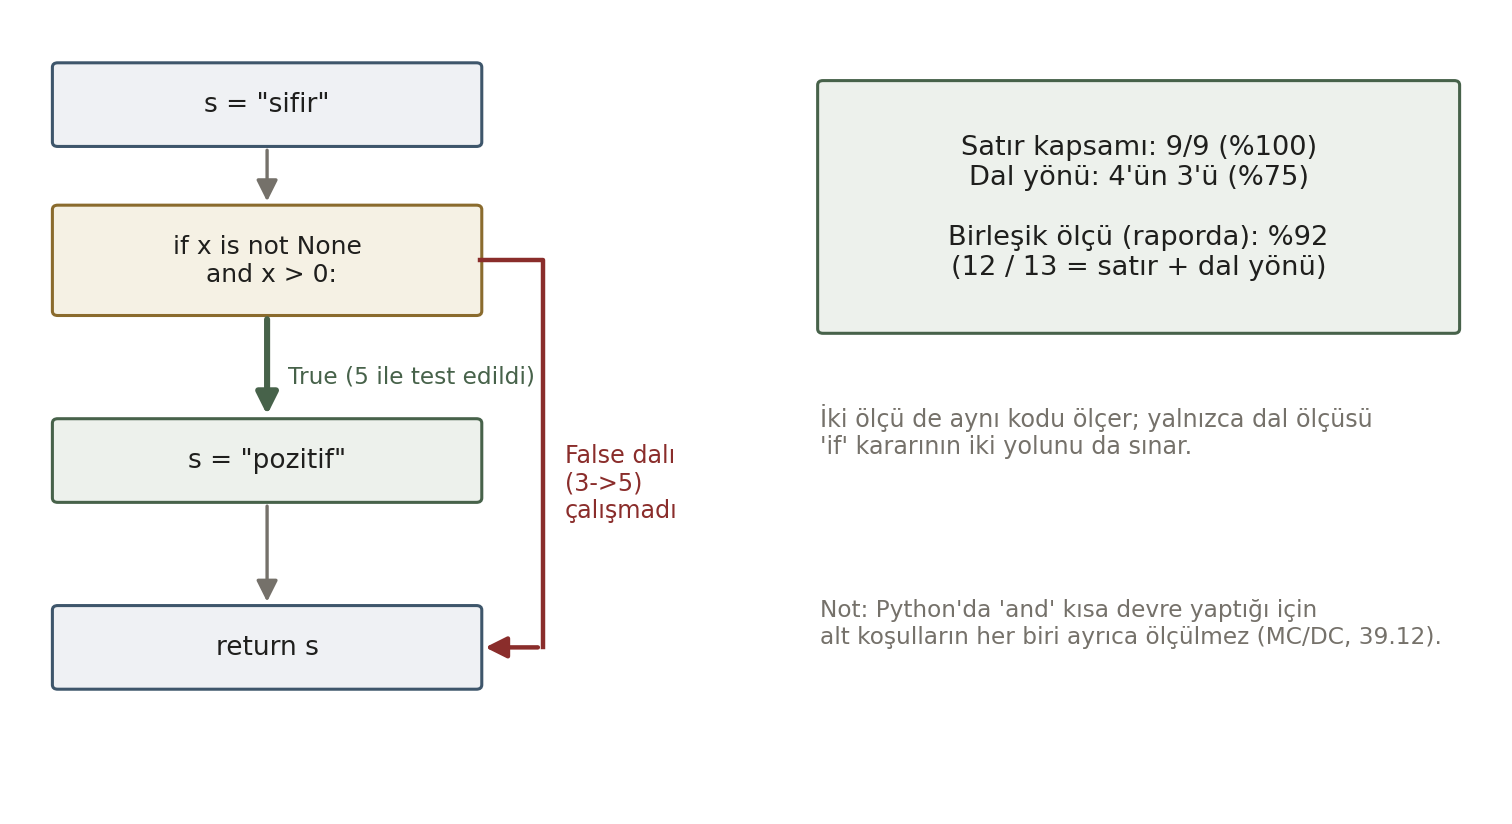 s = "sifir"
if x is not None
and x > 0:
True (5 ile test edildi)
s = "pozitif"
False dalı
(3->5)
çalışmadı
return s
Satır kapsamı: 9/9 (%100)
Dal yönü: 4'ün 3'ü (%75)
Birleşik ölçü (raporda): %92
(12 / 13 = satır + dal yönü)
İki ölçü de aynı kodu ölçer; yalnızca dal ölçüsü
'if' kararının iki yolunu da sınar.
Not: Python'da 'and' kısa devre yaptığı için
alt koşulların her biri ayrıca ölçülmez (MC/DC, 39.12).